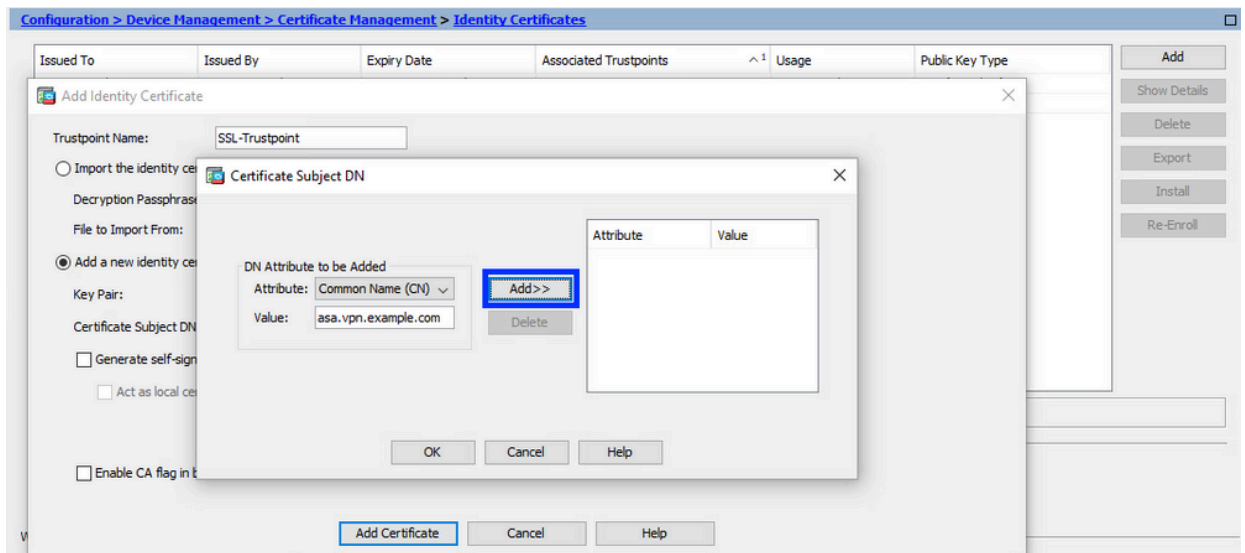 Configuration > Device Management > Certificate Management > Identity Certificates
Issued To Issued By Expiry Date Associated Trustpoints 1 Usage Public Key Type
Add
Show Details
Delete
Export
Install
Re-Enroll
Add Identity Certificate
Trustpoint Name: SSL-Trustpoint
Import the identity
Decryption Passphrase
File to Import From:
Add a new identity
Key Pair:
Certificate Subject DN
Generate self-sign
Act as local
Enable CA flag in
Certificate Subject DN
DN Attribute to be Added
Attribute: Common Name (CN)
Value: asa.vpn.example.com
Add>>
Delete
Attribute Value
OK Cancel Help
Add Certificate Cancel Help